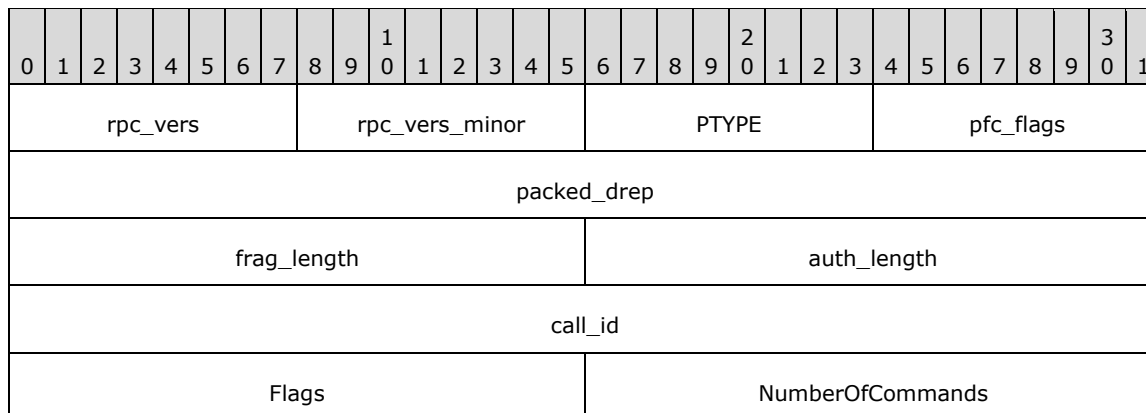 1 2 3
0 1 2 3 4 5 6 7 8 9 0 1 2 3 4 5 6 7 8 9 0 1 2 3 4 5 6 7 8 9 0 1
rpc_vers rpc_vers_minor PTYPE pfc_flags
packed_drep
frag_length auth_length
call_id
Flags NumberOfCommands